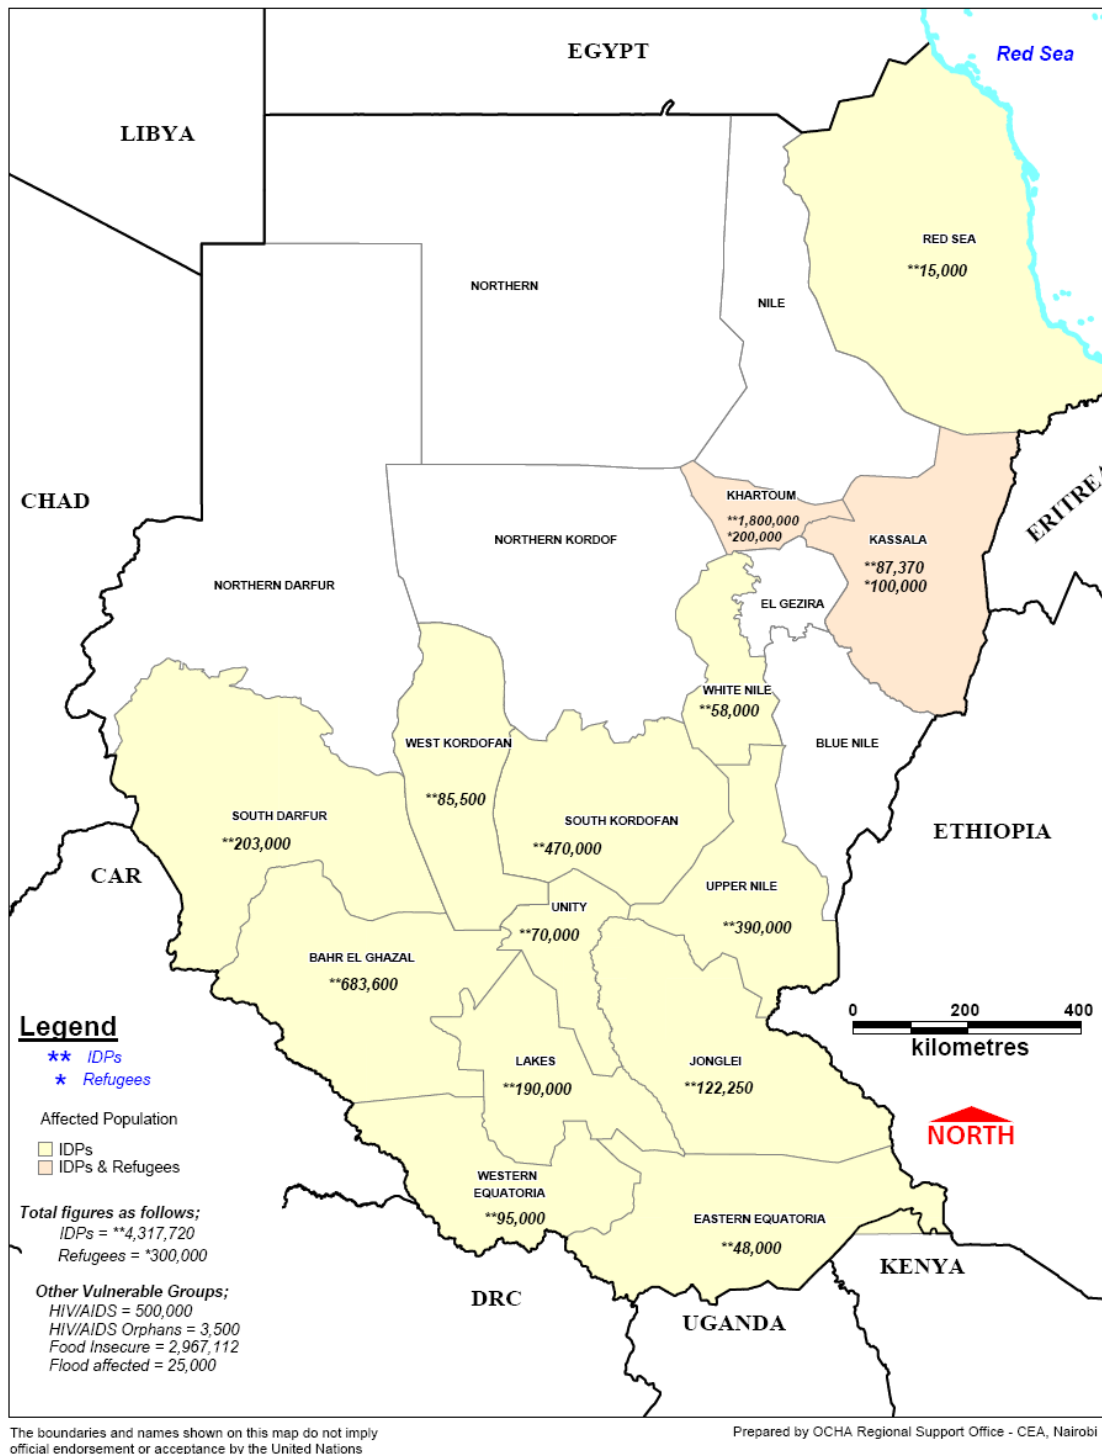 EGYPT
Red Sea
LIBYA
RED SEA
**15,000
NORTHERN
NILE
CHAD
KHARTOUM
**1,800,000
*200,000
ERITREA
NORTHERN KORDOF
KASSALA
**87,370
*100,000
NORTHERN DARFUR
EL GEZIRA
WHITE NILE
**58,000
WEST KORDOFAN
BLUE NILE
**85,500
SOUTH DARFUR
**203,000
SOUTH KORDOFAN
**470,000
ETHIOPIA
CAR
UPPER NILE
**390,000
UNITY
**70,000
BAHR EL GHAZAL
**683,600
0 200 400
kilometres
Legend
** IDPs
* Refugees
LAKES
**190,000
JONGLEI
**122,250
Affected Population
IDPs
IDPs & Refugees
NORTH
WESTERN
EQUATORIA
**95,000
EASTERN EQUATORIA
**48,000
Total figures as follows;
IDPs = **4,317,720
Refugees = *300,000
KENYA
DRC
UGANDA
Other Vulnerable Groups;
HIV/AIDS = 500,000
HIV/AIDS Orphans = 3,500
Food Insecure = 2,967,112
Flood affected = 25,000
The boundaries and names shown on this map do not imply
official endorsement or acceptance by the United Nations
Prepared by OCHA Regional Support Office - CEA, Nairobi